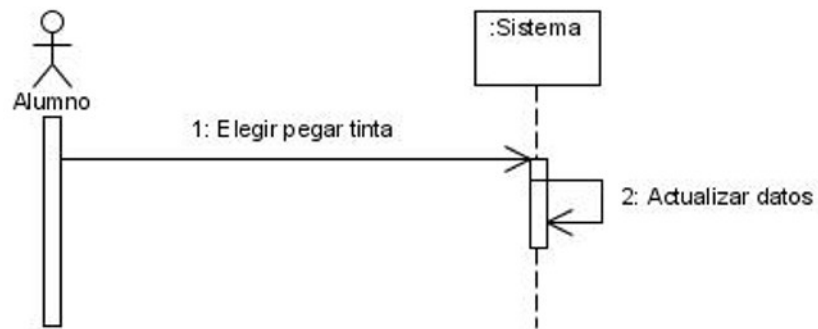 :Sistema
Alumno
1: Elegir pegar tinta
2: Actualizar datos